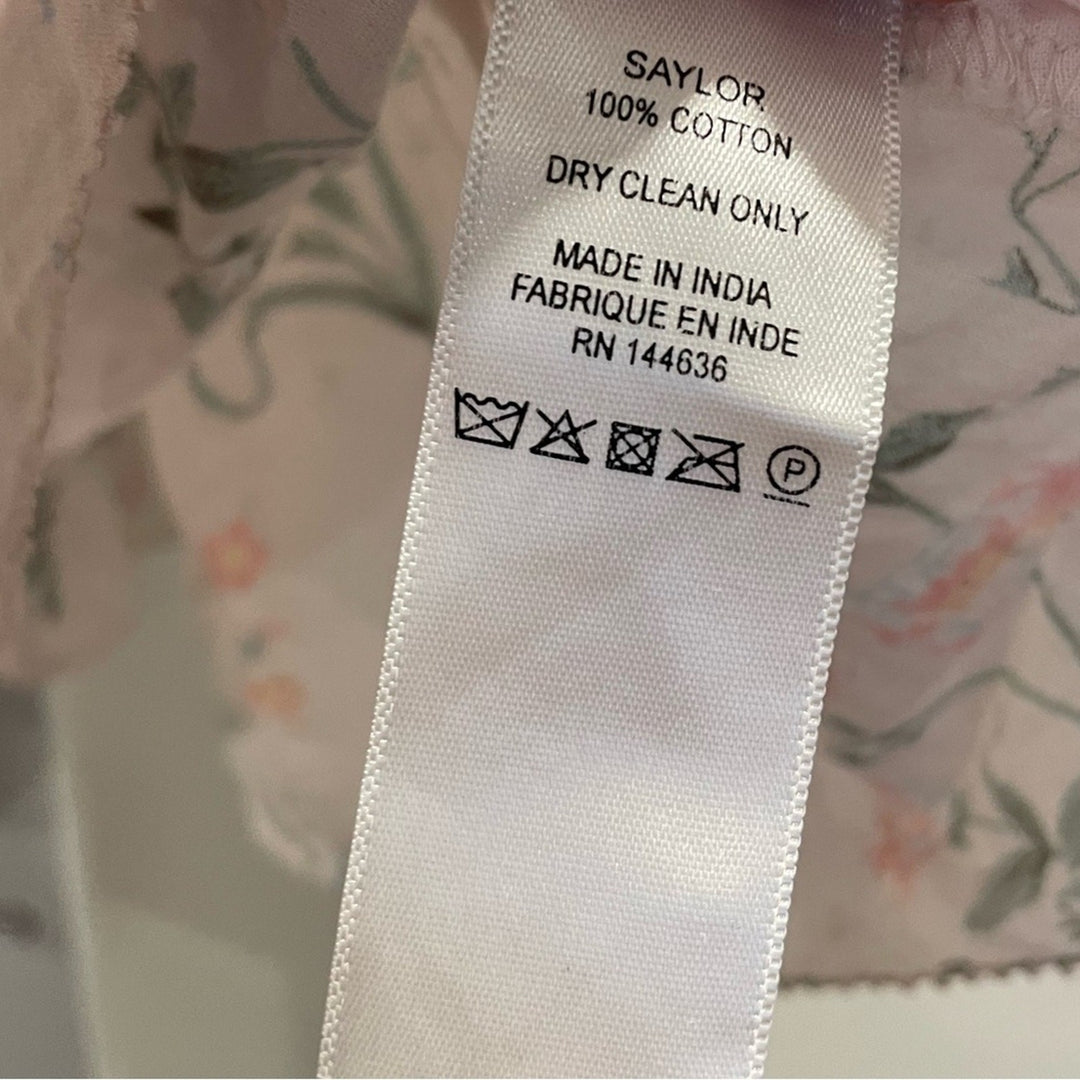 SAYLOR
100% COTTON
DRY CLEAN ONLY
MADE IN INDIA
FABRIQUE EN INDE
RN 144636
P